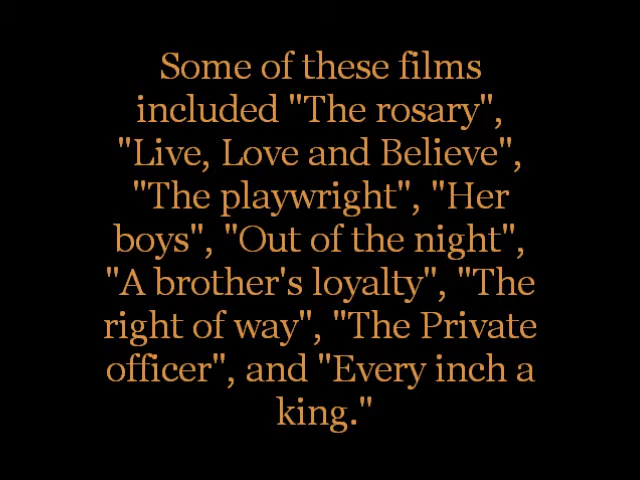 Some of these films
included "The rosary",
"Live, Love and Believe",
"The playwright", "Her
boys", "Out of the night",
"A brother's loyalty", "The
right of way", "The Private
officer", and "Every inch a
king."